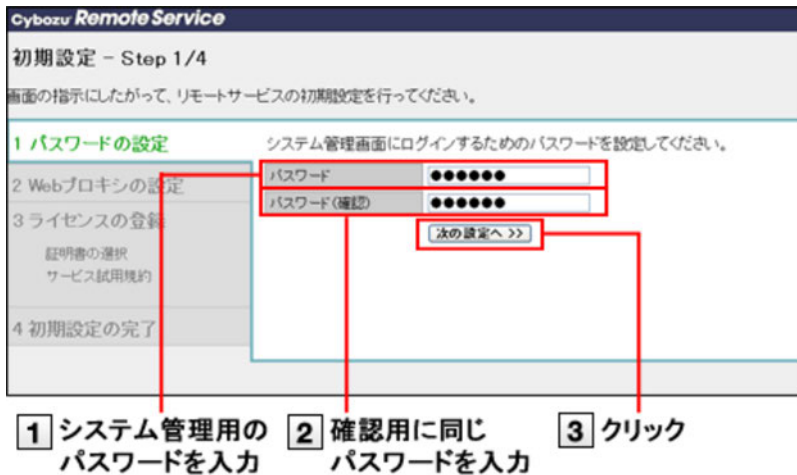 Cybozu Remote Service
初期設定 - Step 1/4
画面の指示にしたがって、リモートサービスの初期設定を行ってください。
1 パスワードの設定
システム管理画面にログインするためのパスワードを設定してください。
パスワード
●●●●●●
2 Webプロキシの設定
パスワード(確認)
●●●●●●
3 ライセンスの登録
次の設定へ >>
証明書の選択
サービス試用規約
4 初期設定の完了
1 システム管理用の
パスワードを入力
2 確認用に同じ
パスワードを入力
3 クリック